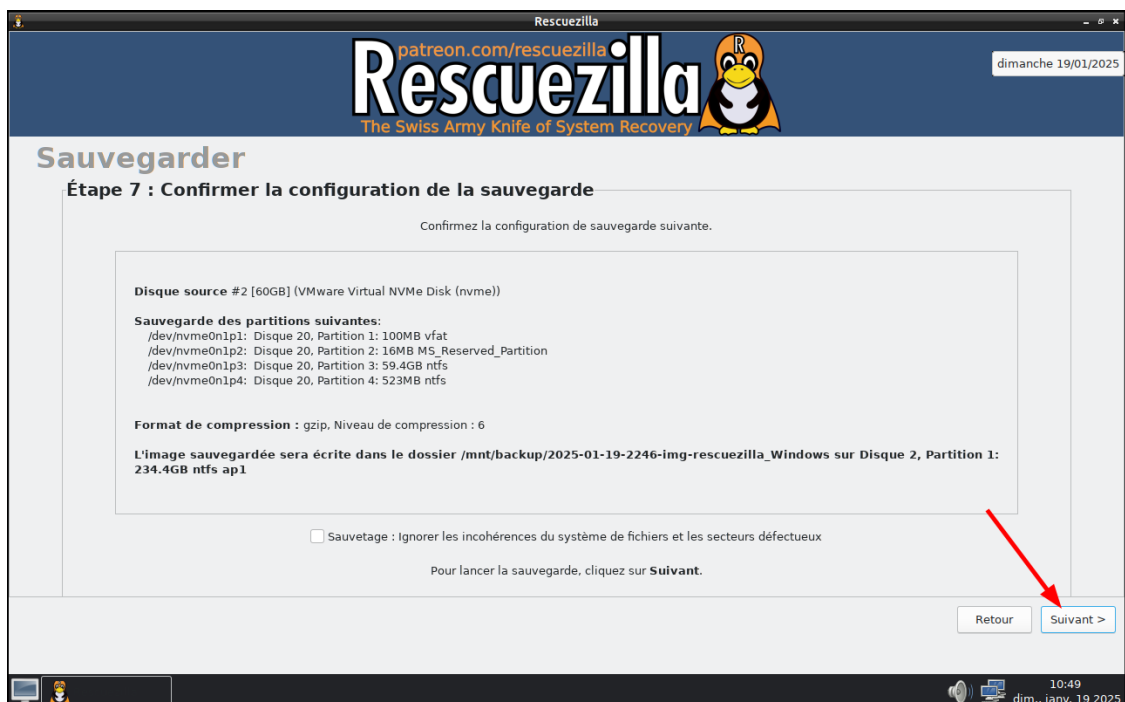 Rescuezilla
patreon.com/rescuezilla
R
Rescuezilla
The Swiss Army Knife of System Recovery
dimanche 19/01/2025
Sauvegarder
Étape 7 : Confirmer la configuration de la sauvegarde
Confirmez la configuration de sauvegarde suivante.
Disque source #2 [60GB] (VMware Virtual NVMe Disk (nvme))
Sauvegarde des partitions suivantes:
/dev/nvme0n1p1: Disque 20, Partition 1: 100MB vfat
/dev/nvme0n1p2: Disque 20, Partition 2: 16MB MS_Reserved_Partition
/dev/nvme0n1p3: Disque 20, Partition 3: 59.4GB ntfs
/dev/nvme0n1p4: Disque 20, Partition 4: 523MB ntfs
Format de compression : gzip, Niveau de compression : 6
L'image sauvegardée sera écrite dans le dossier /mnt/backup/2025-01-19-2246-img-rescuezilla_Windows sur Disque 2, Partition 1:
234.4GB ntfs ap1
Sauvetage : Ignorer les incohérences du système de fichiers et les secteurs défectueux
Pour lancer la sauvegarde, cliquez sur Suivant.
Retour
Suivant >
10:49
dim., janv. 19 2025